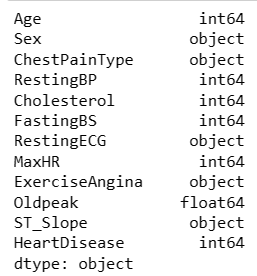 Age int64
Sex object
ChestPainType object
RestingBP int64
Cholesterol int64
FastingBS int64
RestingECG object
MaxHR int64
ExerciseAngina object
Oldpeak float64
ST_Slope object
HeartDisease int64
dtype: object